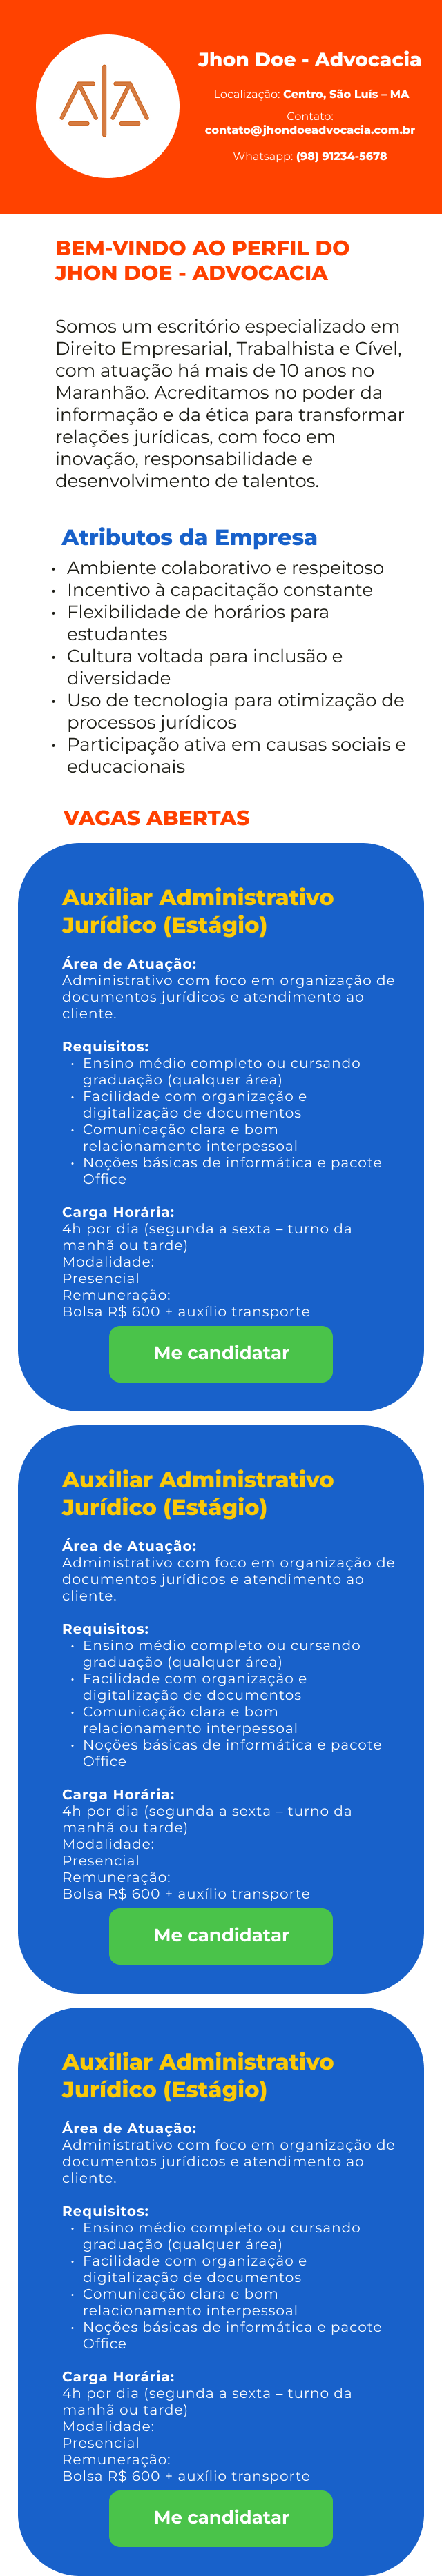 Jhon Doe - Advocacia
Localização: Centro, São Luís – MA
Contato:
contato@jhondoeadvocacia.com.br
Whatsapp: (98) 91234-5678
BEM-VINDO AO PERFIL DO
JHON DOE - ADVOCACIA
Somos um escritório especializado em
Direito Empresarial, Trabalhista e Cível,
com atuação há mais de 10 anos no
Maranhão. Acreditamos no poder da
informação e da ética para transformar
relações jurídicas, com foco em
inovação, responsabilidade e
desenvolvimento de talentos.
Atributos da Empresa
• Ambiente colaborativo e respeitoso
• Incentivo à capacitação constante
• Flexibilidade de horários para
estudantes
• Cultura voltada para inclusão e
diversidade
• Uso de tecnologia para otimização de
processos jurídicos
• Participação ativa em causas sociais e
educacionais
VAGAS ABERTAS
Auxiliar Administrativo
Jurídico (Estágio)
Área de Atuação:
Administrativo com foco em organização de
documentos jurídicos e atendimento ao
cliente.
Requisitos:
• Ensino médio completo ou cursando
graduação (qualquer área)
• Facilidade com organização e
digitalização de documentos
• Comunicação clara e bom
relacionamento interpessoal
• Noções básicas de informática e pacote
Office
Carga Horária:
4h por dia (segunda a sexta – turno da
manhã ou tarde)
Modalidade:
Presencial
Remuneração:
Bolsa R$ 600 + auxílio transporte
Me candidatar
Auxiliar Administrativo
Jurídico (Estágio)
Área de Atuação:
Administrativo com foco em organização de
documentos jurídicos e atendimento ao
cliente.
Requisitos:
• Ensino médio completo ou cursando
graduação (qualquer área)
• Facilidade com organização e
digitalização de documentos
• Comunicação clara e bom
relacionamento interpessoal
• Noções básicas de informática e pacote
Office
Carga Horária:
4h por dia (segunda a sexta – turno da
manhã ou tarde)
Modalidade:
Presencial
Remuneração:
Bolsa R$ 600 + auxílio transporte
Me candidatar
Auxiliar Administrativo
Jurídico (Estágio)
Área de Atuação:
Administrativo com foco em organização de
documentos jurídicos e atendimento ao
cliente.
Requisitos:
• Ensino médio completo ou cursando
graduação (qualquer área)
• Facilidade com organização e
digitalização de documentos
• Comunicação clara e bom
relacionamento interpessoal
• Noções básicas de informática e pacote
Office
Carga Horária:
4h por dia (segunda a sexta – turno da
manhã ou tarde)
Modalidade:
Presencial
Remuneração:
Bolsa R$ 600 + auxílio transporte
Me candidatar